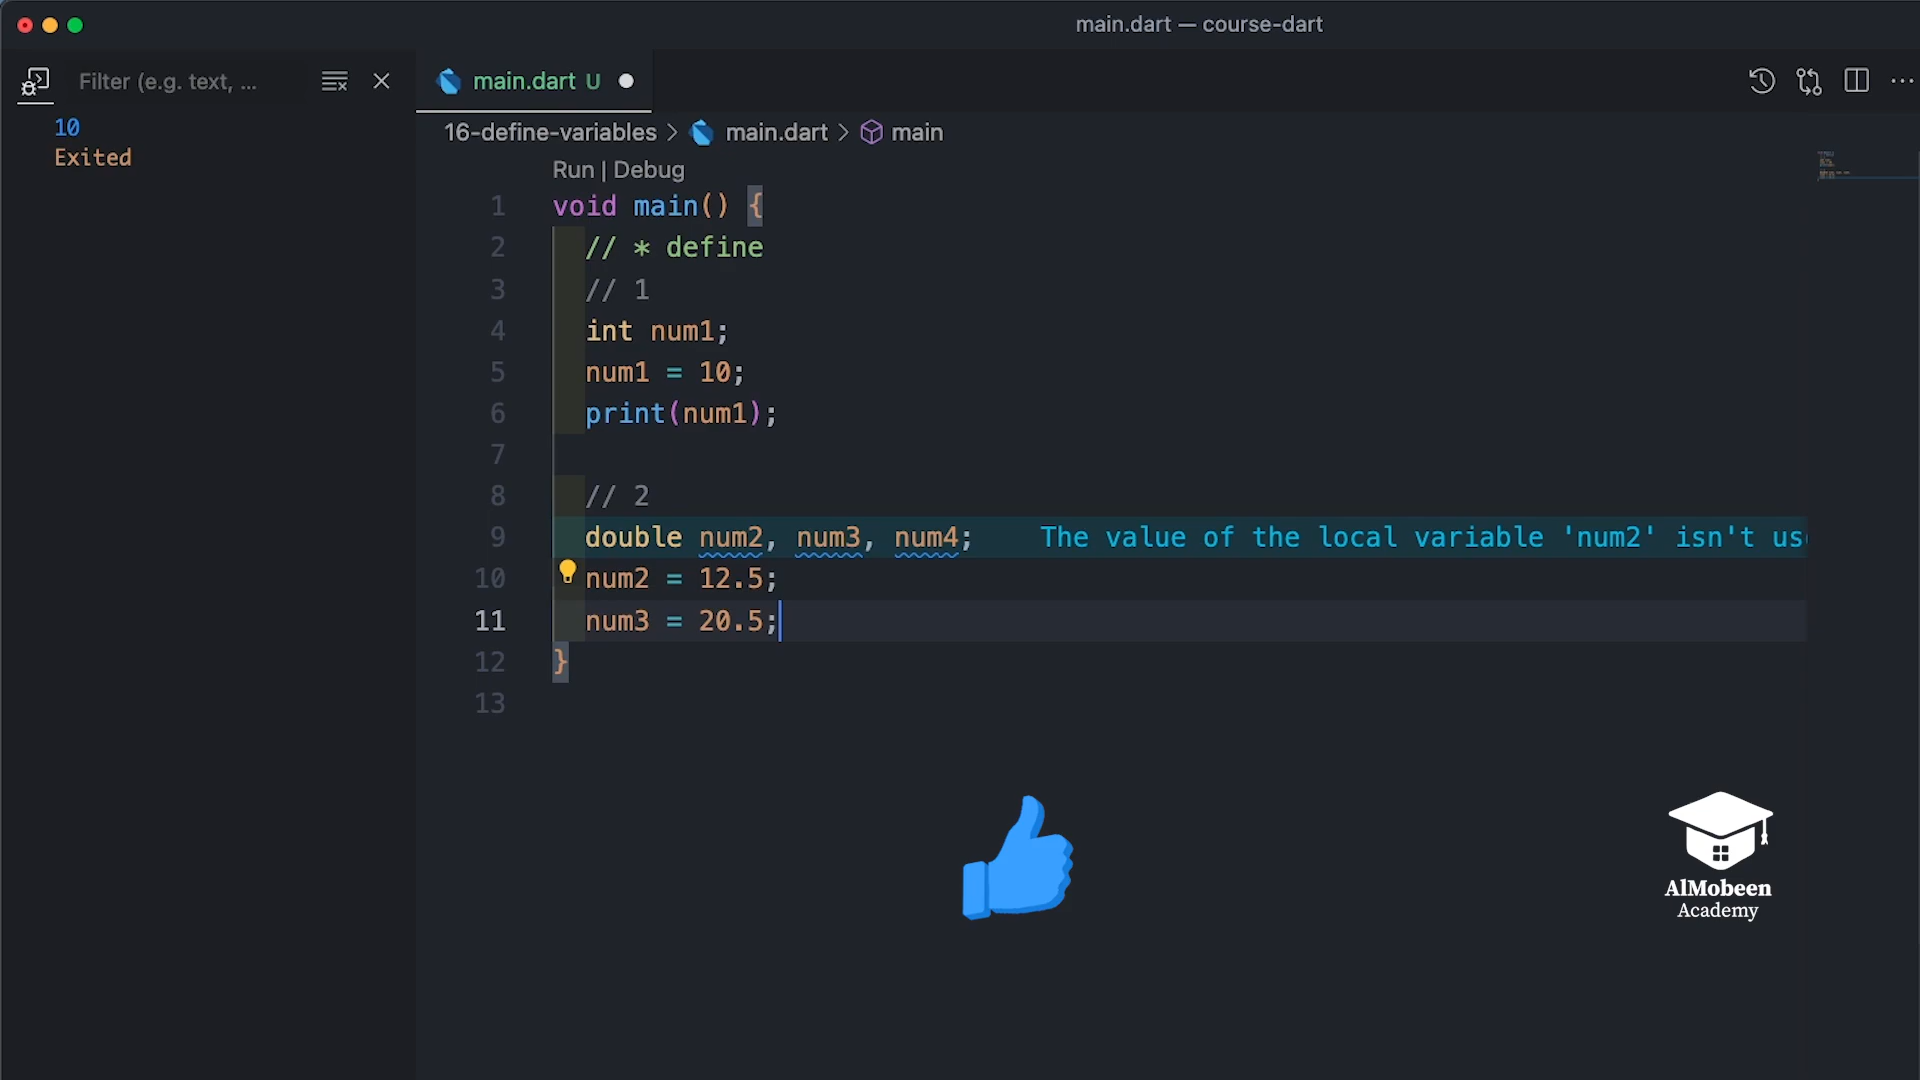 main.dart — course-dart
Filter (e.g. text, ...
main.dart U
10
Exited
16-define-variables > main.dart > main
Run | Debug
1 void main() {
2 // * define
3 // 1
4 int num1;
5 num1 = 10;
6 print(num1);
7
8 // 2
9 double num2, num3, num4; The value of the local variable 'num2' isn't us
10 num2 = 12.5;
11 num3 = 20.5;
12 }
13
AlMobeen
Academy